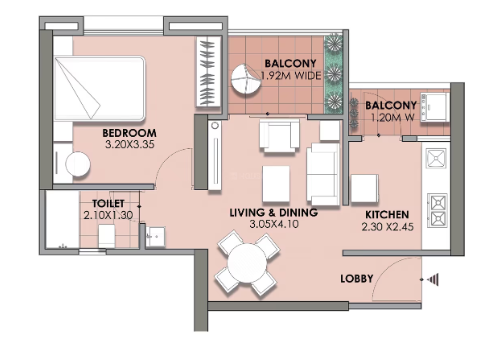 BALCONY
1.92M WIDE
BALCONY
1.20M W
BEDROOM
3.20X3.35
TOILET
2.10X1.30
LIVING & DINING
3.05X4.10
KITCHEN
2.30 X2.45
LOBBY